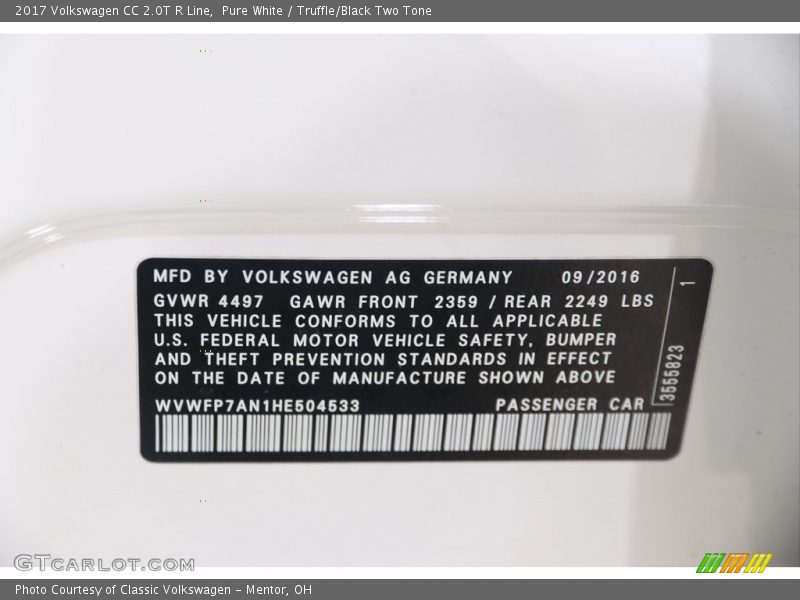 2017 Volkswagen CC 2.0T R Line, Pure White / Truffle/Black Two Tone
MFD BY VOLKSWAGEN AG GERMANY 09/2016
GVWR 4497 GAWR FRONT 2359 / REAR 2249 LBS
THIS VEHICLE CONFORMS TO ALL APPLICABLE
U.S. FEDERAL MOTOR VEHICLE SAFETY, BUMPER
AND THEFT PREVENTION STANDARDS IN EFFECT
ON THE DATE OF MANUFACTURE SHOWN ABOVE
WVWFP7AN1HE504533 PASSENGER CAR
3555823 1
GTCARLOT.COM
Photo Courtesy of Classic Volkswagen - Mentor, OH